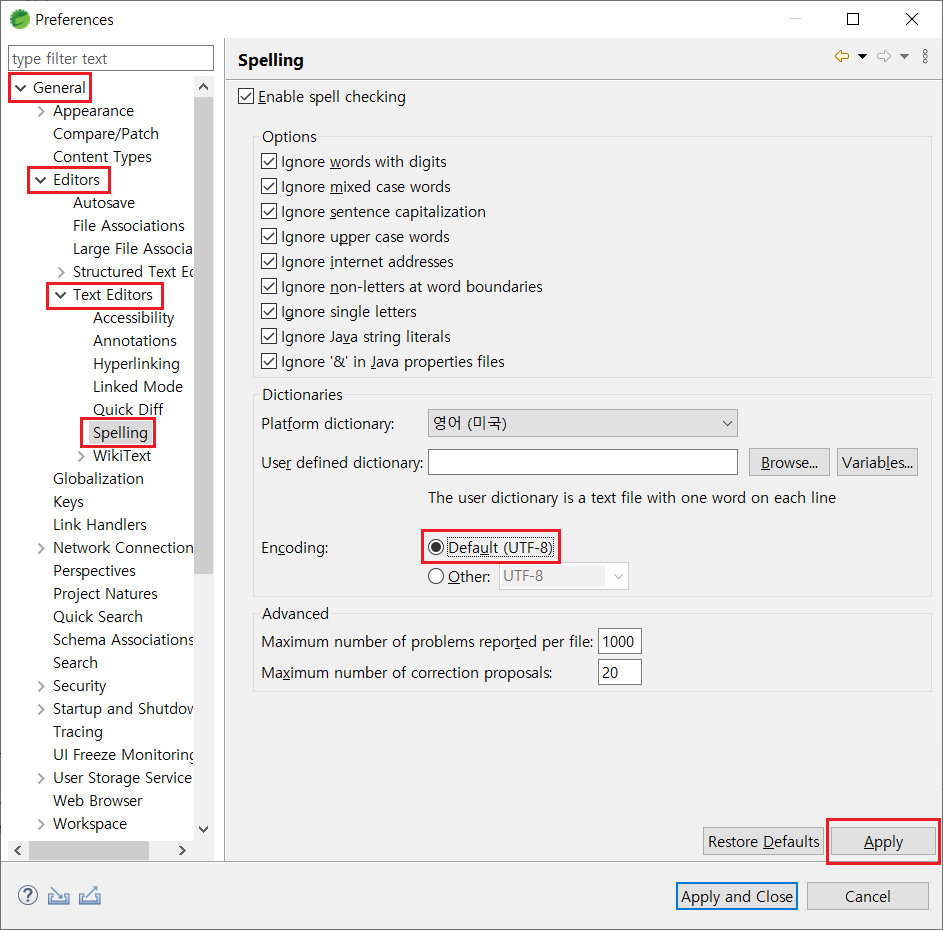 Preferences
type filter text
General
Appearance
Compare/Patch
Content Types
Editors
Autosave
File Associations
Large File Associa
Structured Text Ec
Text Editors
Accessibility
Annotations
Hyperlinking
Linked Mode
Quick Diff
Spelling
WikiText
Globalization
Keys
Link Handlers
Network Connection
Perspectives
Project Natures
Quick Search
Schema Associations
Search
Security
Startup and Shutdov
Tracing
UI Freeze Monitoring
User Storage Service
Web Browser
Workspace
Spelling
Enable spell checking
Options
Ignore words with digits
Ignore mixed case words
Ignore sentence capitalization
Ignore upper case words
Ignore internet addresses
Ignore non-letters at word boundaries
Ignore single letters
Ignore Java string literals
Ignore '&' in Java properties files
Dictionaries
Platform dictionary: 영어 (미국)
User defined dictionary: Browse... Variables...
The user dictionary is a text file with one word on each line
Encoding: Default (UTF-8)
Other: UTF-8
Advanced
Maximum number of problems reported per file: 1000
Maximum number of correction proposals: 20
Restore Defaults Apply
? Apply and Close Cancel